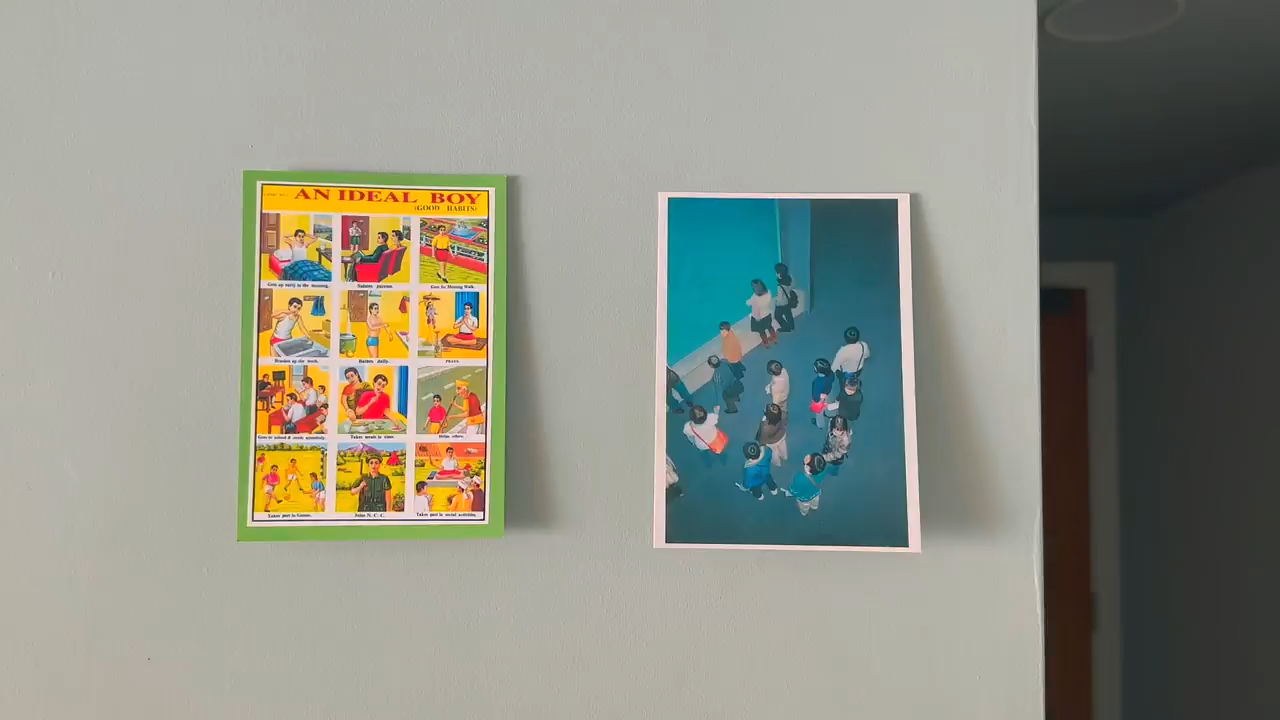 AN IDEAL BOY
(GOOD HABITS)
Gets up early in the morning.
Salutes parents.
Goes for Morning Walk.
Brushes up the teeth.
Bathes daily.
Prays.
Goes to school & reads attentively.
Takes meals in time.
Helps others.
Takes part in Games.
Joins N. C. C.
Takes part in social activities.